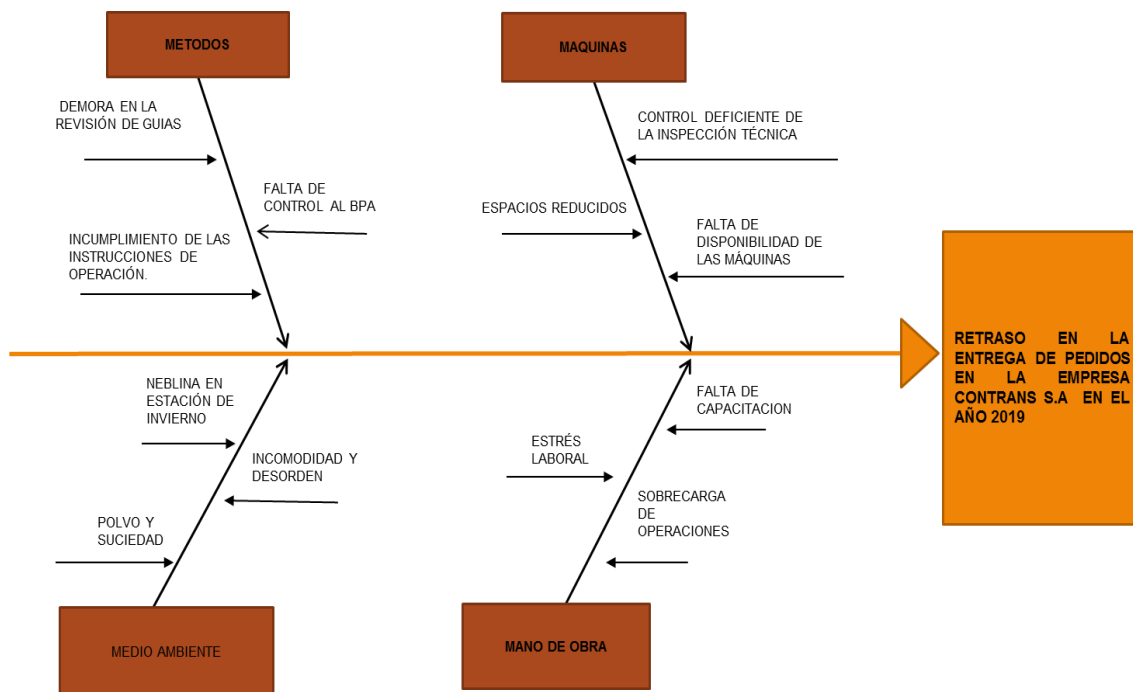 METODOS
MAQUINAS
DEMORA EN LA
REVISIÓN DE GUIAS
CONTROL DEFICIENTE DE
LA INSPECCIÓN TÉCNICA
FALTA DE
CONTROL AL BPA
ESPACIOS REDUCIDOS
FALTA DE
DISPONIBILIDAD DE
LAS MÁQUINAS
INCUMPLIMIENTO DE LAS
INSTRUCCIONES DE
OPERACIÓN.
RETRASO EN LA
ENTREGA DE PEDIDOS
EN LA EMPRESA
CONTRANS S.A EN EL
AÑO 2019
NEBLINA EN
ESTACIÓN DE
INVIERNO
FALTA DE
CAPACITACION
INCOMODIDAD Y
DESORDEN
ESTRÉS
LABORAL
POLVO Y
SUCIEDAD
SOBRECARGA
DE
OPERACIONES
MEDIO AMBIENTE
MANO DE OBRA